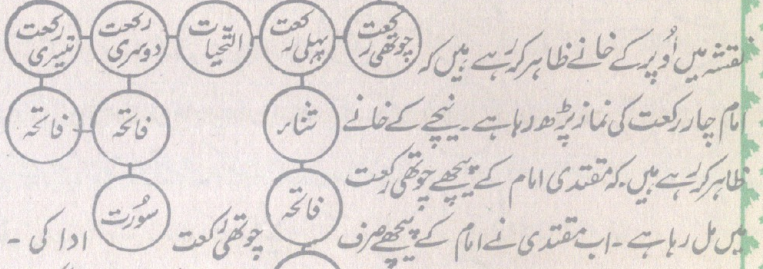 چوتھی رکعت پہلی رکعت التحیات دوسری رکعت تیسری رکعت
نقشہ میں اُوپر کے خانے ظاہر کر رہے ہیں کہ
امام چار رکعت کی نماز پڑھ رہا ہے۔ نیچے کے خانے ثناء فاتحہ فاتحہ
ظاہر کر رہے ہیں کہ مقتدی امام کے پیچھے چوتھی رکعت فاتحہ سورت
میں مل رہا ہے۔ اب مقتدی نے امام کے پیچھے صرف چوتھی رکعت ادا کی۔